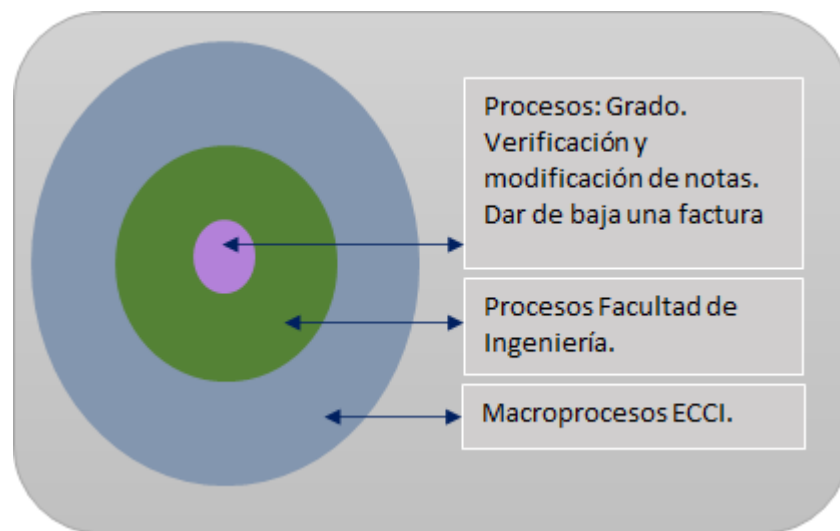 Procesos: Grado.
Verificación y
modificación de notas.
Dar de baja una factura
Procesos Facultad de
Ingeniería.
Macroprocesos ECCI.